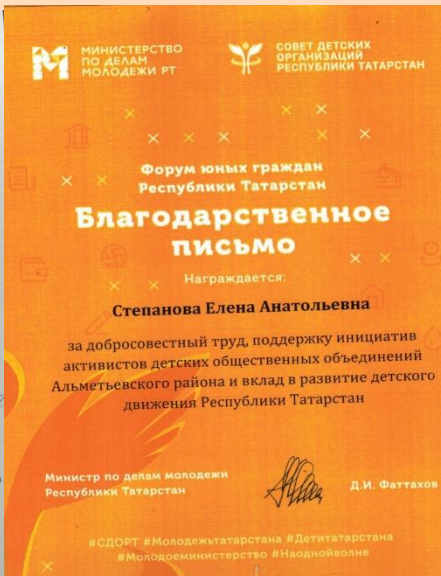 МИНИСТЕРСТВО
ПО ДЕЛАМ
МОЛОДЕЖИ РТ
СОВЕТ ДЕТСКИХ
ОРГАНИЗАЦИЙ
РЕСПУБЛИКИ ТАТАРСТАН
Форум юных граждан
Республики Татарстан
Благодарственное
письмо
Награждается:
Степанова Елена Анатольевна
за добросовестный труд, поддержку инициатив
активистов детских общественных объединений
Альметьевского района и вклад в развитие детского
движения Республики Татарстан
Министр по делам молодежи
Республики Татарстан
Д.И. Фаттахов
#СДОРТ #Молодежьтатарстана #Детитатарстана
#Молодоеминистерство #Наоднойволне